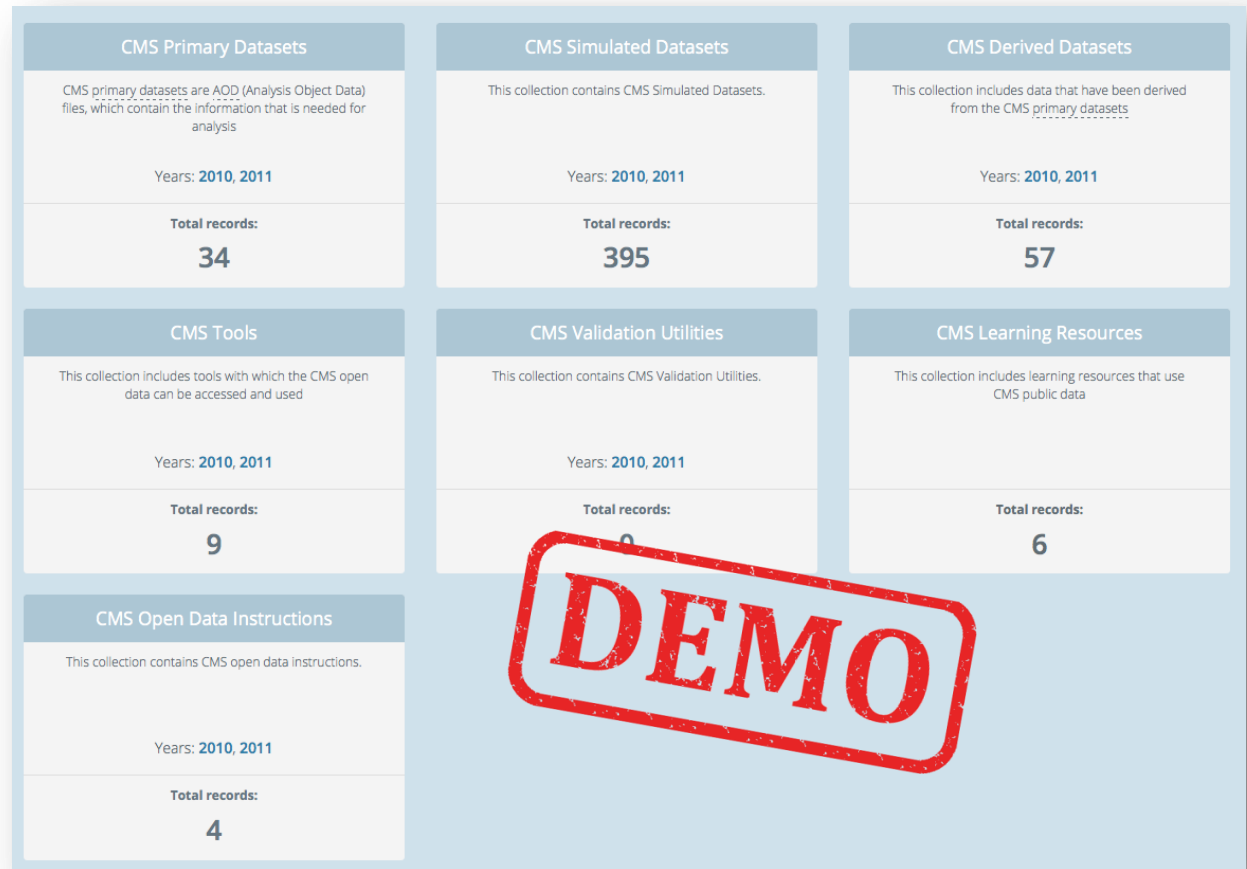 CMS Primary Datasets
CMS primary datasets are AOD (Analysis Object Data)
files, which contain the information that is needed for
analysis
Years: 2010, 2011
Total records:
34
CMS Simulated Datasets
This collection contains CMS Simulated Datasets.
Years: 2010, 2011
Total records:
395
CMS Derived Datasets
This collection includes data that have been derived
from the CMS primary datasets
Years: 2010, 2011
Total records:
57
CMS Tools
This collection includes tools with which the CMS open
data can be accessed and used
Years: 2010, 2011
Total records:
9
CMS Validation Utilities
This collection contains CMS Validation Utilities.
Years: 2010, 2011
Total records:
CMS Learning Resources
This collection includes learning resources that use
CMS public data
Total records:
6
CMS Open Data Instructions
This collection contains CMS open data instructions.
Years: 2010, 2011
Total records:
4
DEMO